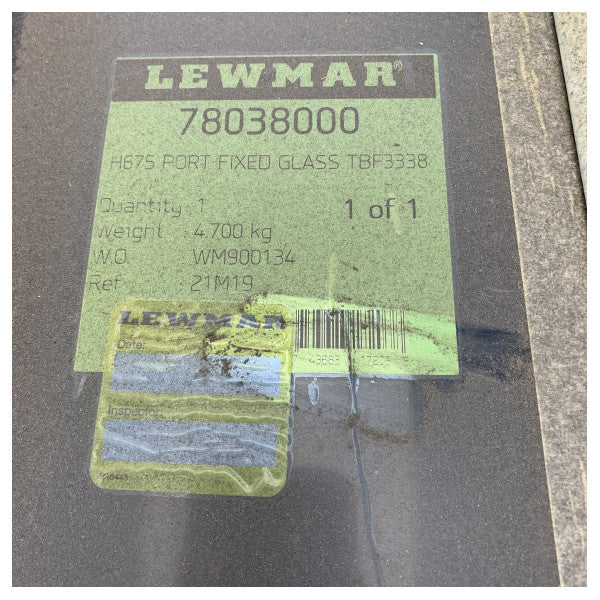 LEWMAR®
78038000
H675 PORT FIXED GLASS TBF3338
Quantity : 1
1 of 1
Weight : 4.700 kg
W.O. WM900134
Ref 21M19
LEWMAR
Date:
Inspector: